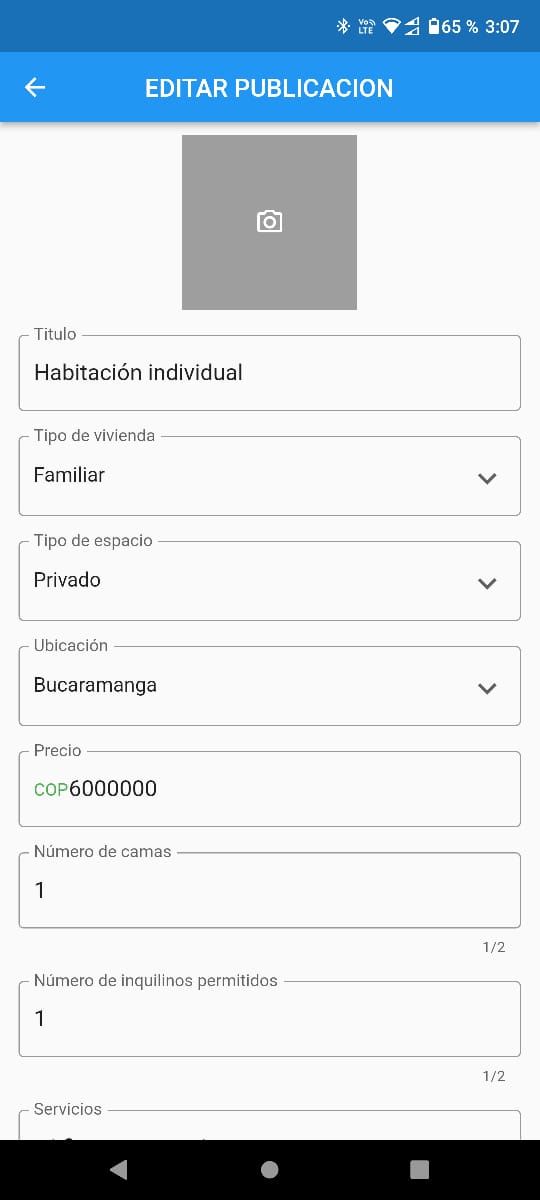 Vo) LTE 65 % 3:07
EDITAR PUBLICACION
Titulo
Habitación individual
Tipo de vivienda
Familiar
Tipo de espacio
Privado
Ubicación
Bucaramanga
Precio
COP6000000
Número de camas
1
1/2
Número de inquilinos permitidos
1
1/2
Servicios